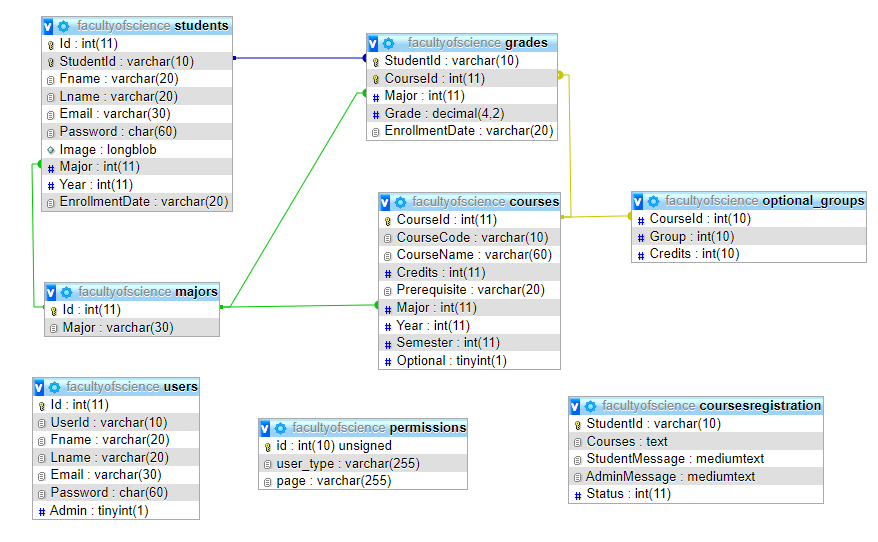 facultyofscience students
Id : int(11)
StudentId : varchar(10)
Fname : varchar(20)
Lname : varchar(20)
Email : varchar(30)
Password : char(60)
Image : longblob
# Major : int(11)
# Year : int(11)
EnrollmentDate : varchar(20)
v facultyofscience grades
StudentId : varchar(10)
CourseId : int(11)
# Major : int(11)
# Grade : decimal(4,2)
EnrollmentDate : varchar(20)
v facultyofscience courses
CourseId : int(11)
CourseCode : varchar(10)
CourseName : varchar(60)
# Credits : int(11)
Prerequisite : varchar(20)
# Major : int(11)
# Year : int(11)
# Semester : int(11)
# Optional : tinyint(1)
v facultyofscience optional_groups
# CourseId : int(10)
# Group : int(10)
# Credits : int(10)
v facultyofscience majors
Id : int(11)
Major : varchar(30)
v facultyofscience users
Id : int(11)
UserId : varchar(10)
Fname : varchar(20)
Lname : varchar(20)
Email : varchar(30)
Password : char(60)
# Admin : tinyint(1)
v facultyofscience permissions
id : int(10) unsigned
user_type : varchar(255)
page : varchar(255)
v facultyofscience coursesregistration
StudentId : varchar(10)
Courses : text
StudentMessage : mediumtext
AdminMessage : mediumtext
# Status : int(11)